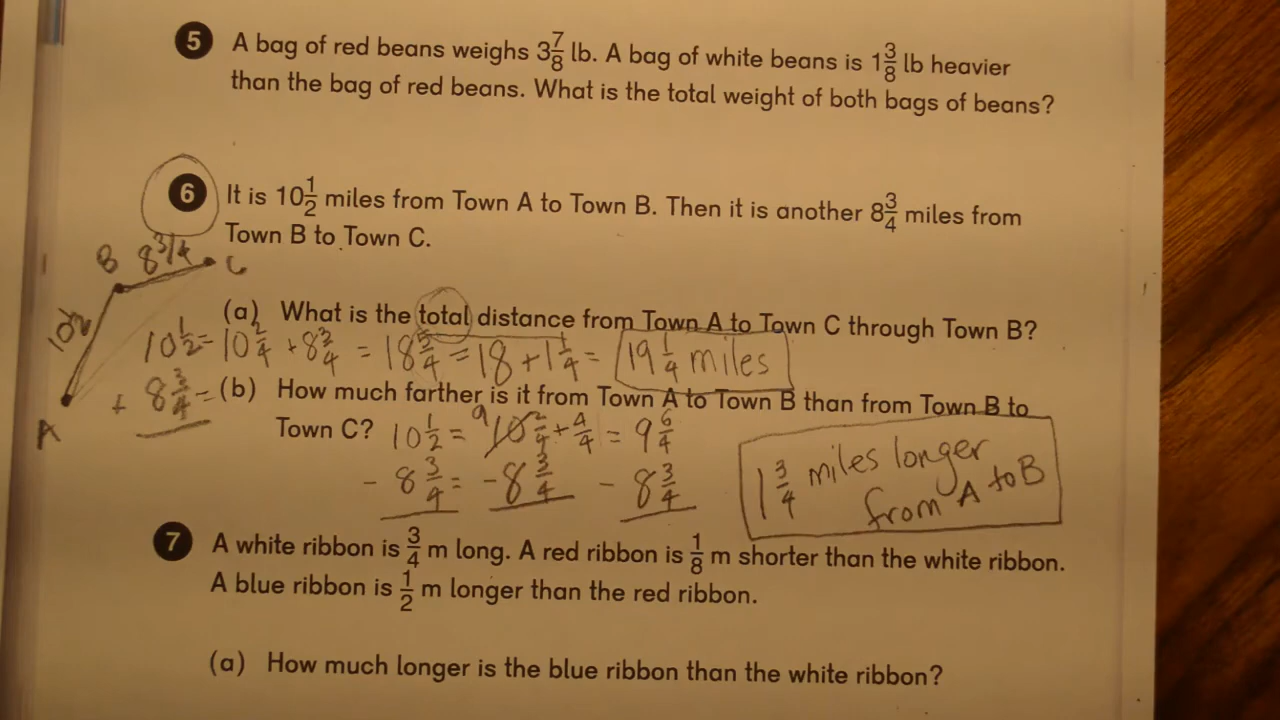 5 A bag of red beans weighs 3 7/8 lb. A bag of white beans is 1 3/8 lb heavier
than the bag of red beans. What is the total weight of both bags of beans?
6 It is 10 1/2 miles from Town A to Town B. Then it is another 8 3/4 miles from
Town B to Town C.
B 8 3/4 C
10 1/2
A
(a) What is the total distance from Town A to Town C through Town B?
10 1/2 = 10 2/4 + 8 3/4 = 18 5/4 = 18 + 1 1/4 = 19 1/4 miles
+ 8 3/4 =
(b) How much farther is it from Town A to Town B than from Town B to
Town C?
10 1/2 = 9 10 2/4 + 4/4 = 9 6/4
- 8 3/4 = - 8 3/4 - 8 3/4
1 3/4 miles longer
from A to B
7 A white ribbon is 3/4 m long. A red ribbon is 1/8 m shorter than the white ribbon.
A blue ribbon is 1/2 m longer than the red ribbon.
(a) How much longer is the blue ribbon than the white ribbon?